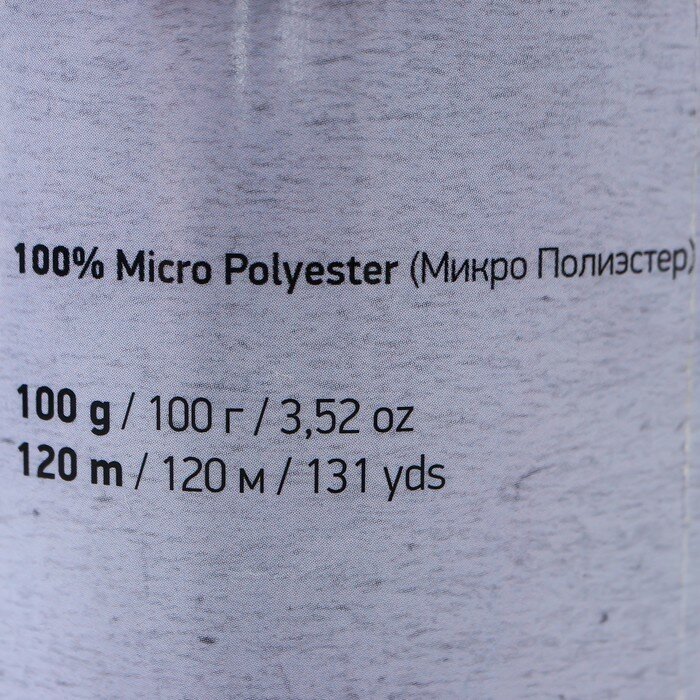 100% Micro Polyester (Микро Полиэстер)
100 g / 100 г / 3,52 oz
120 m / 120 м / 131 yds